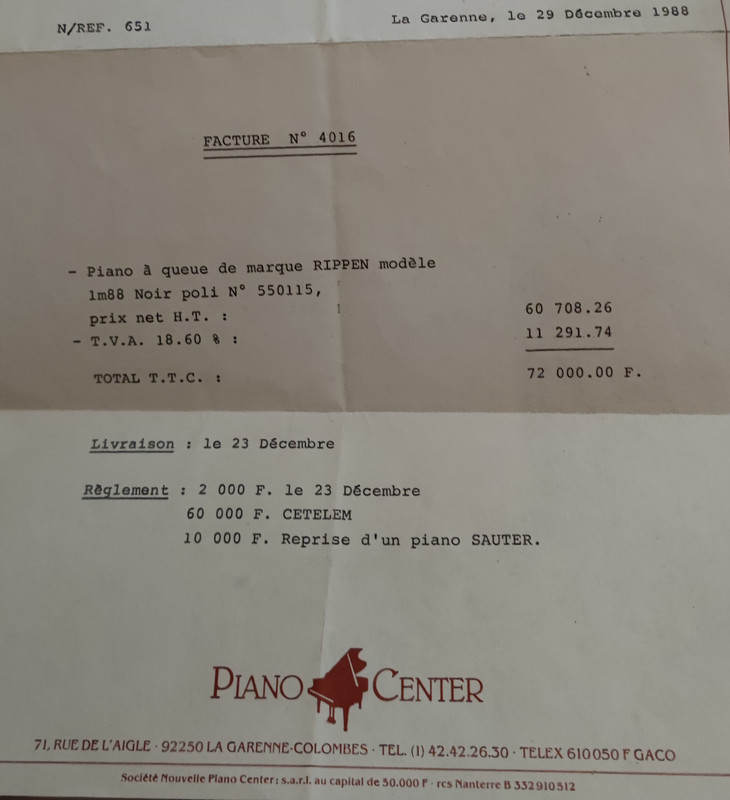 N/REF. 651
La Garenne, le 29 Décembre 1988
FACTURE N° 4016
- Piano à queue de marque RIPPEN modèle
1m88 Noir poli N° 550115,
prix net H.T. : 60 708.26
- T.V.A. 18.60 % : 11 291.74
TOTAL T.T.C. : 72 000.00 F.
Livraison : le 23 Décembre
Règlement : 2 000 F. le 23 Décembre
60 000 F. CETELEM
10 000 F. Reprise d'un piano SAUTER.
PIANO CENTER
71, RUE DE L'AIGLE · 92250 LA GARENNE-COLOMBES · TEL. (1) 42.42.26.30 · TELEX 610050 F GACO
Société Nouvelle Piano Center : s.a.r.l. au capital de 50.000 F · rcs Nanterre B 332910512